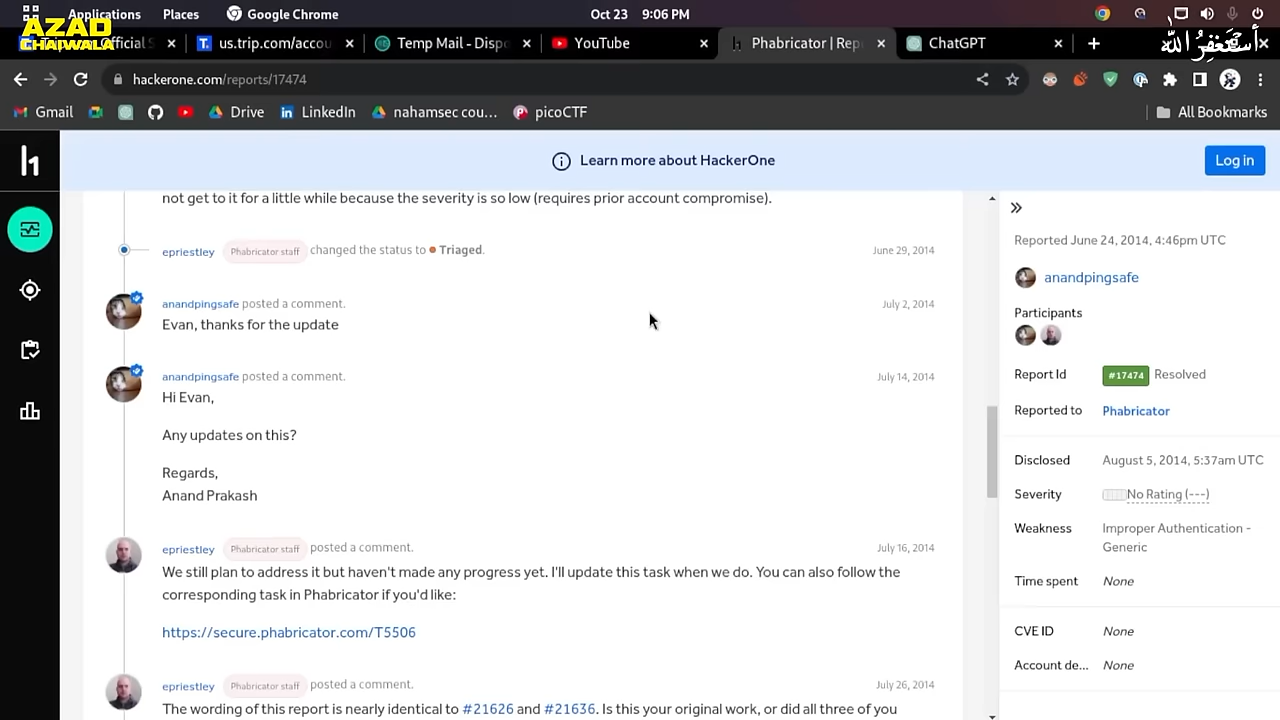 Applications Places Google Chrome Oct 23 9:06 PM
AZAD
CHAIWALA
us.trip.com/accou Temp Mail - Dispo YouTube Phabricator | Rep ChatGPT
أستغفر الله
hackerone.com/reports/17474
Gmail Drive LinkedIn nahamsec cou... picoCTF All Bookmarks
Learn more about HackerOne
Log in
not get to it for a little while because the severity is so low (requires prior account compromise).
epriestley Phabricator staff changed the status to Triaged. June 29, 2014
anandpingsafe posted a comment. July 2, 2014
Evan, thanks for the update
anandpingsafe posted a comment. July 14, 2014
Hi Evan,
Any updates on this?
Regards,
Anand Prakash
epriestley Phabricator staff posted a comment. July 16, 2014
We still plan to address it but haven't made any progress yet. I'll update this task when we do. You can also follow the
corresponding task in Phabricator if you'd like:
https://secure.phabricator.com/T5506
epriestley Phabricator staff posted a comment. July 26, 2014
The wording of this report is nearly identical to #21626 and #21636. Is this your original work, or did all three of you
Reported June 24, 2014, 4:46pm UTC
anandpingsafe
Participants
Report Id #17474 Resolved
Reported to Phabricator
Disclosed August 5, 2014, 5:37am UTC
Severity No Rating (---)
Weakness Improper Authentication -
Generic
Time spent None
CVE ID None
Account de... None